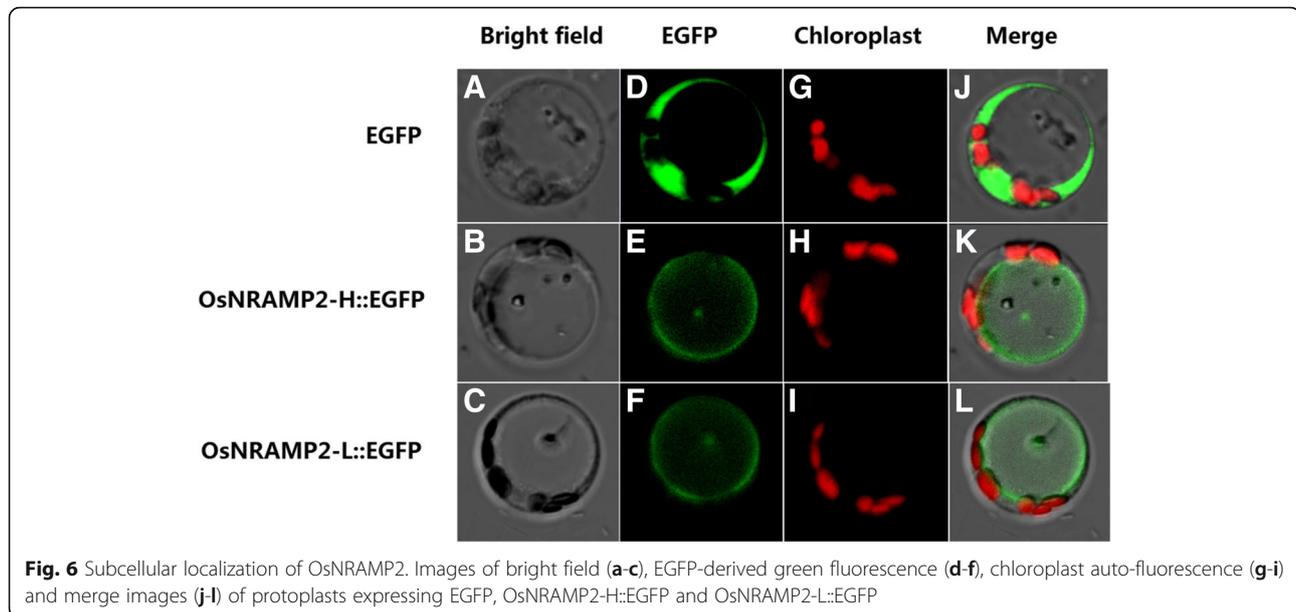 Bright field EGFP Chloroplast Merge
EGFP A D G J
OsNRAMP2-H::EGFP B E H K
OsNRAMP2-L::EGFP C F I L
Fig. 6 Subcellular localization of OsNRAMP2. Images of bright field (a-c), EGFP-derived green fluorescence (d-f), chloroplast auto-fluorescence (g-i)
and merge images (j-l) of protoplasts expressing EGFP, OsNRAMP2-H::EGFP and OsNRAMP2-L::EGFP